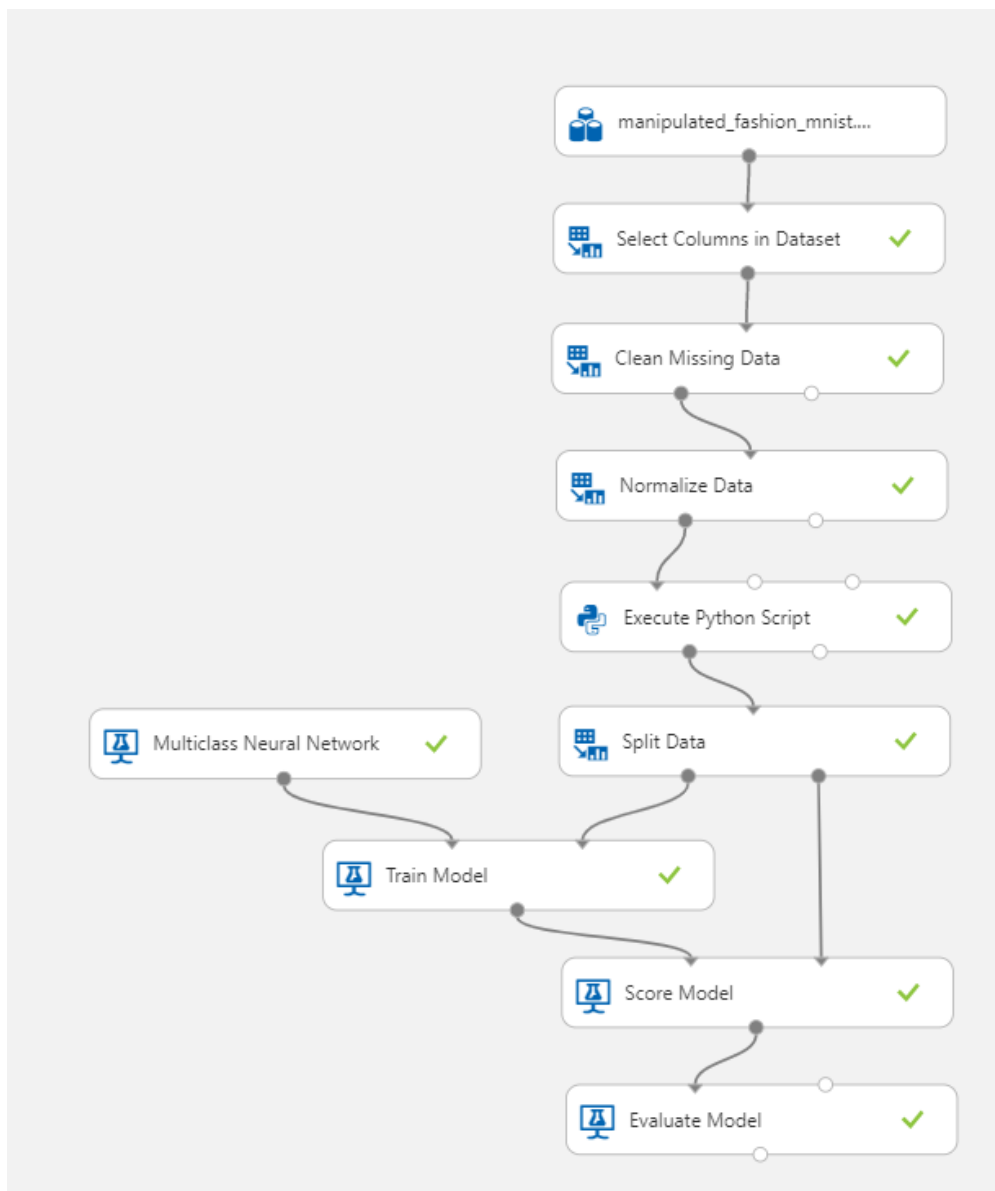 manipulated_fashion_mnist....
Select Columns in Dataset
Clean Missing Data
Normalize Data
Execute Python Script
Multiclass Neural Network
Split Data
Train Model
Score Model
Evaluate Model